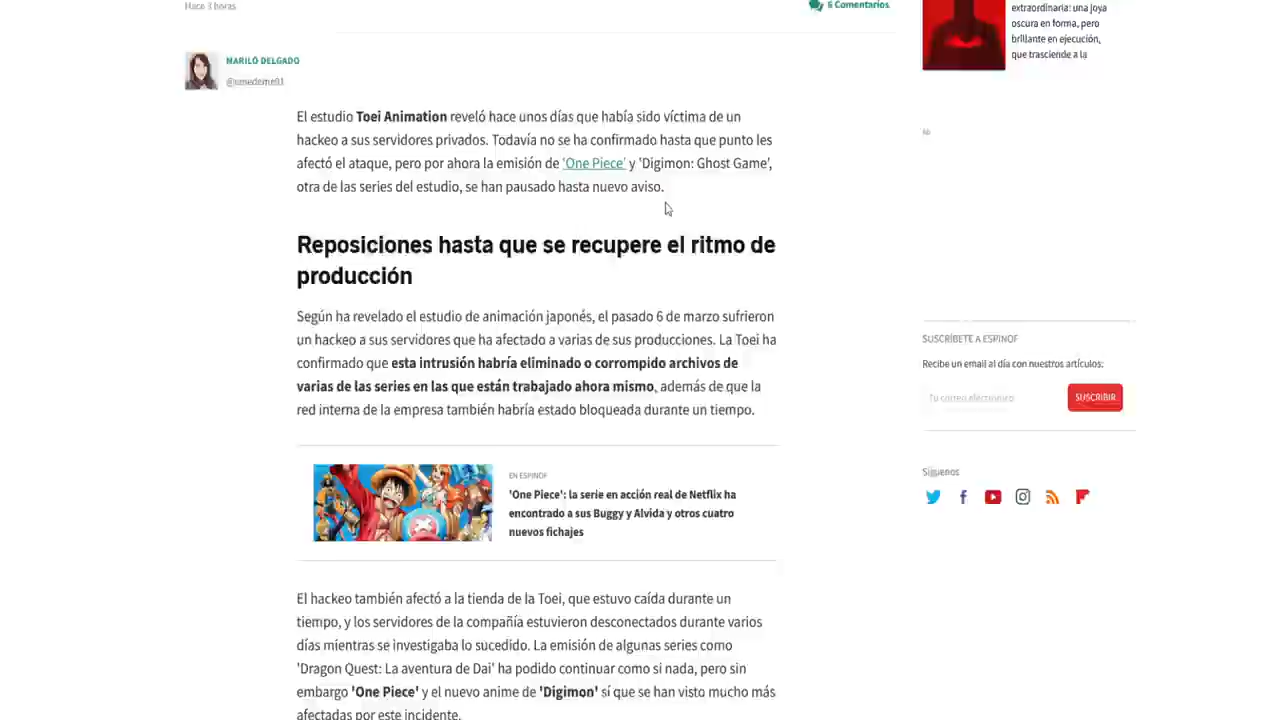 Hace 3 horas
6 Comentarios
MARILÓ DELGADO
El estudio Toei Animation reveló hace unos días que había sido víctima de un
hackeo a sus servidores privados. Todavía no se ha confirmado hasta que punto les
afectó el ataque, pero por ahora la emisión de 'One Piece' y 'Digimon: Ghost Game',
otra de las series del estudio, se han pausado hasta nuevo aviso.
Reposiciones hasta que se recupere el ritmo de
producción
Según ha revelado el estudio de animación japonés, el pasado 6 de marzo sufrieron
un hackeo a sus servidores que ha afectado a varias de sus producciones. La Toei ha
confirmado que esta intrusión habría eliminado o corrompido archivos de
varias de las series en las que están trabajado ahora mismo, además de que la
red interna de la empresa también habría estado bloqueada durante un tiempo.
EN ESPINOF
'One Piece': la serie en acción real de Netflix ha
encontrado a sus Buggy y Alvida y otros cuatro
nuevos fichajes
El hackeo también afectó a la tienda de la Toei, que estuvo caída durante un
tiempo, y los servidores de la compañía estuvieron desconectados durante varios
días mientras se investigaba lo sucedido. La emisión de algunas series como
'Dragon Quest: La aventura de Dai' ha podido continuar como si nada, pero sin
embargo 'One Piece' y el nuevo anime de 'Digimon' sí que se han visto mucho más
afectadas por este incidente.
extraordinaria: una joya
oscura en forma, pero
brillante en ejecución,
que trasciende a la
SUSCRÍBETE A ESPINOF
Recibe un email al día con nuestros artículos:
Tu correo electrónico
SUSCRIBIR
Síguenos